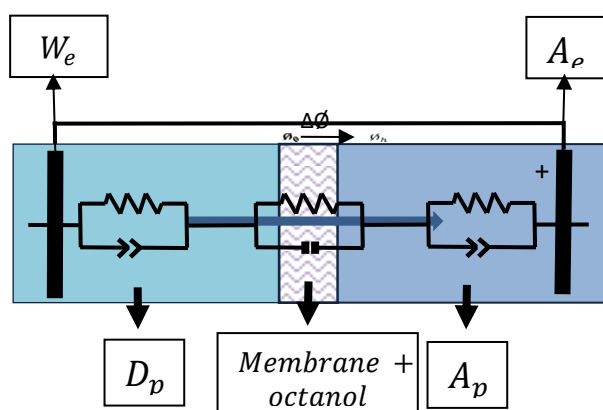 W_e
A_e
ΔØ
+
D_p
Membrane +
octanol
A_p